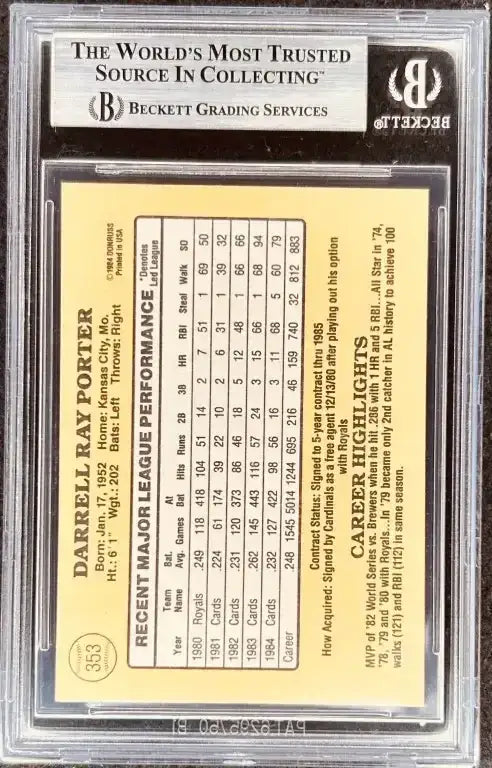 THE WORLD'S MOST TRUSTED
SOURCE IN COLLECTING™
B BECKETT GRADING SERVICES
B
BECKETT®
353
DARRELL RAY PORTER
©1984 DONRUSS
Printed in USA
Born: Jan. 17, 1952 Home: Kansas City, Mo.
Ht.: 6'1" Wgt.: 202 Bats: Left Throws: Right
RECENT MAJOR LEAGUE PERFORMANCE
*Denotes
Led League
Year Team Name Bat. Avg. Games At Bat Hits Runs 2B 3B HR RBI Steal Walk SO
1980 Royals .249 118 418 104 51 14 2 7 51 1 69 50
1981 Cards .224 61 174 39 22 10 2 6 31 1 39 32
1982 Cards .231 120 373 86 46 18 5 12 48 1 66 66
1983 Cards .262 145 443 116 57 24 3 15 66 1 68 94
1984 Cards .232 127 422 98 56 16 3 11 68 5 60 79
Career .248 1545 5014 1244 695 216 46 159 740 32 812 883
Contract Status: Signed to 5-year contract thru 1985
How Acquired: Signed by Cardinals as a free agent 12/13/80 after playing out his option
with Royals
CAREER HIGHLIGHTS
MVP of '82 World Series vs. Brewers when he hit .286 with 1 HR and 5 RBI...All Star in '74,
'78, '79 and '80 with Royals...In '79 became only 2nd catcher in AL history to achieve 100
walks (121) and RBI (112) in same season.